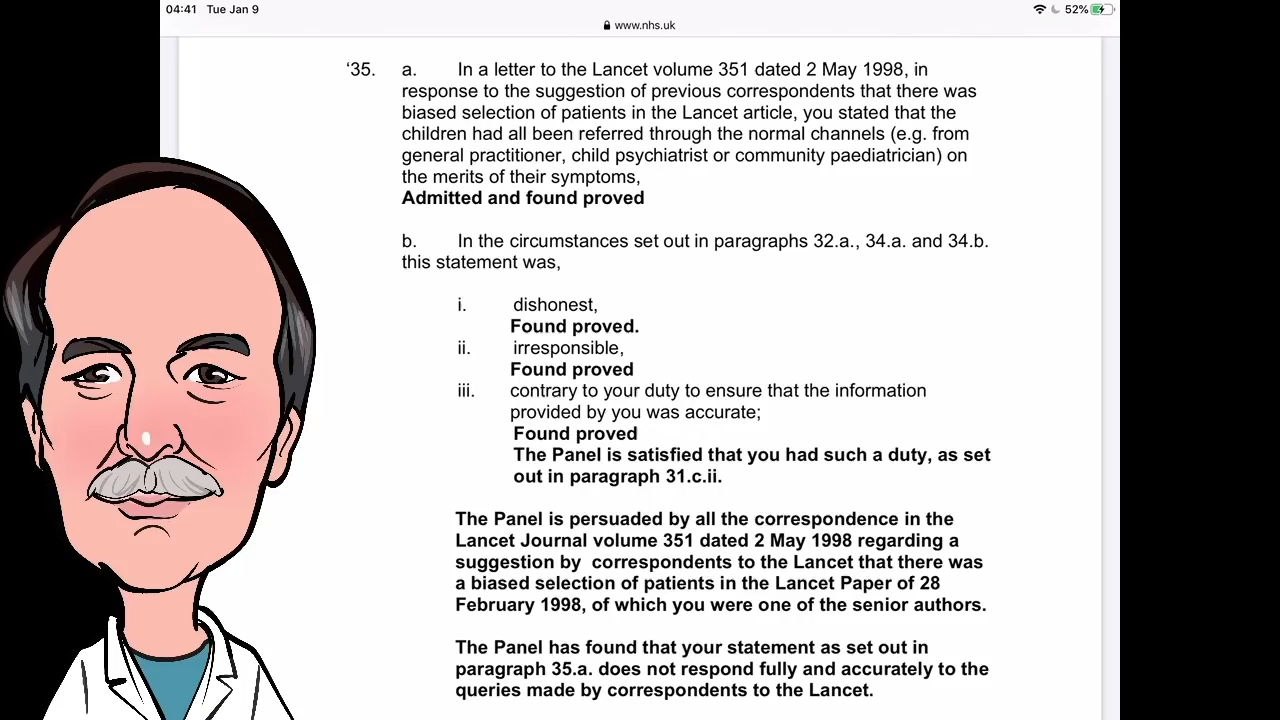 04:41 Tue Jan 9
52%
www.nhs.uk
‘35. a. In a letter to the Lancet volume 351 dated 2 May 1998, in
response to the suggestion of previous correspondents that there was
biased selection of patients in the Lancet article, you stated that the
children had all been referred through the normal channels (e.g. from
general practitioner, child psychiatrist or community paediatrician) on
the merits of their symptoms,
Admitted and found proved
b. In the circumstances set out in paragraphs 32.a., 34.a. and 34.b.
this statement was,
i. dishonest,
Found proved.
ii. irresponsible,
Found proved
iii. contrary to your duty to ensure that the information
provided by you was accurate;
Found proved
The Panel is satisfied that you had such a duty, as set
out in paragraph 31.c.ii.
The Panel is persuaded by all the correspondence in the
Lancet Journal volume 351 dated 2 May 1998 regarding a
suggestion by correspondents to the Lancet that there was
a biased selection of patients in the Lancet Paper of 28
February 1998, of which you were one of the senior authors.
The Panel has found that your statement as set out in
paragraph 35.a. does not respond fully and accurately to the
queries made by correspondents to the Lancet.